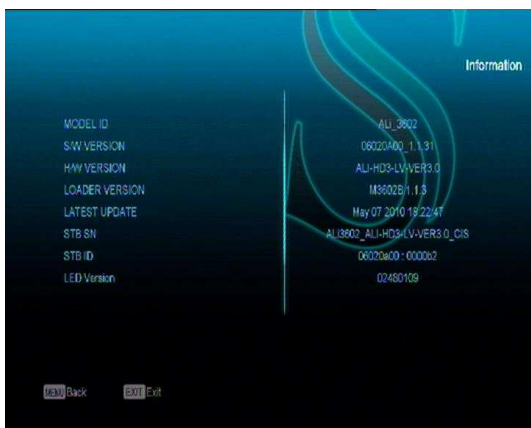 Information
MODEL ID ALi_3602
S/W VERSION 06020A00_1.1.31
H/W VERSION ALI-HD3-LV-VER3.0
LOADER VERSION M3602B 1.1.3
LATEST UPDATE May 07 2010 18:22/47
STB SN ALI3602_ALI-HD3-LV-VER3.0_CIS
STB ID 06020a00 : 0000b2
LED Version 02480109
MENU Back EXIT Exit